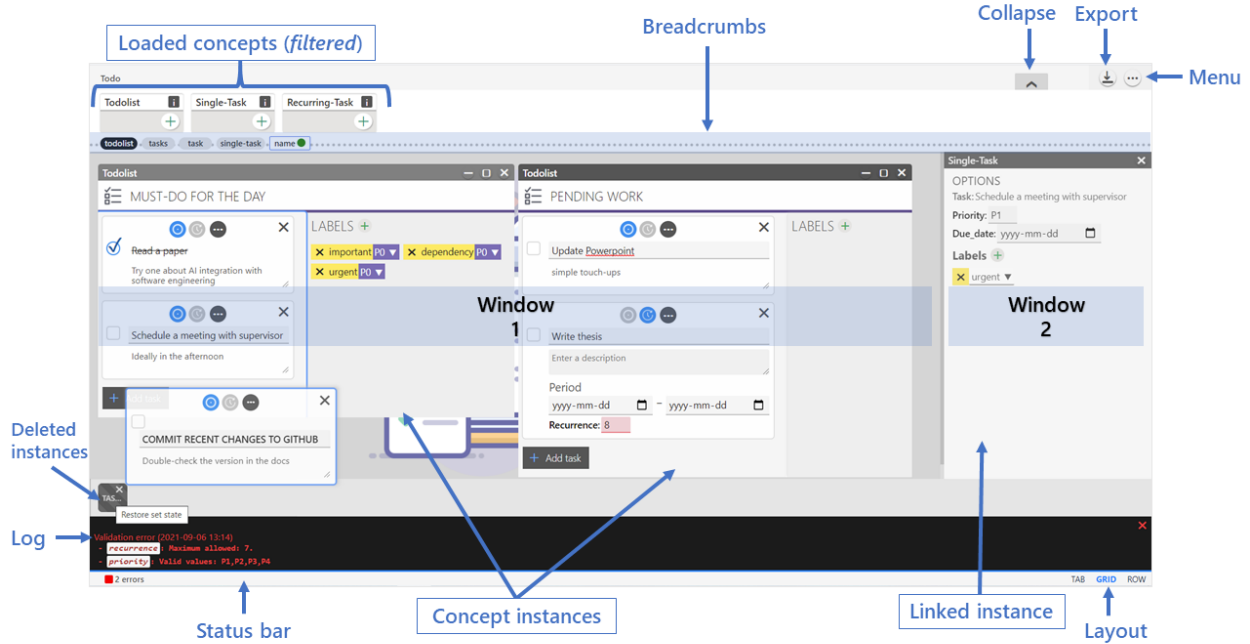 Collapse
Export
Breadcrumbs
Loaded concepts (filtered)
Menu
Todo
Todolist
Single-Task
Recurring-Task
todolist
tasks
task
single-task
name
Todolist
Todolist
Single-Task
MUST-DO FOR THE DAY
PENDING WORK
OPTIONS
Task: Schedule a meeting with supervisor
Priority: P1
Due_date: yyyy-mm-dd
Labels
urgent
Read a paper
Try one about AI integration with
software engineering
LABELS
important P0
dependency P0
urgent P0
Update Powerpoint
simple touch-ups
LABELS
Window
1
Window
2
Schedule a meeting with supervisor
Ideally in the afternoon
Write thesis
Enter a description
Period
yyyy-mm-dd – yyyy-mm-dd
Recurrence: 8
+ Add task
+ Add task
COMMIT RECENT CHANGES TO GITHUB
Double-check the version in the docs
Deleted
instances
TAS...
Restore set state
Log
Validation error (2021-09-06 13:14)
- recurrence: Maximum allowed: 7.
- priority: Valid values: P1,P2,P3,P4
2 errors
TAB GRID ROW
Status bar
Concept instances
Linked instance
Layout